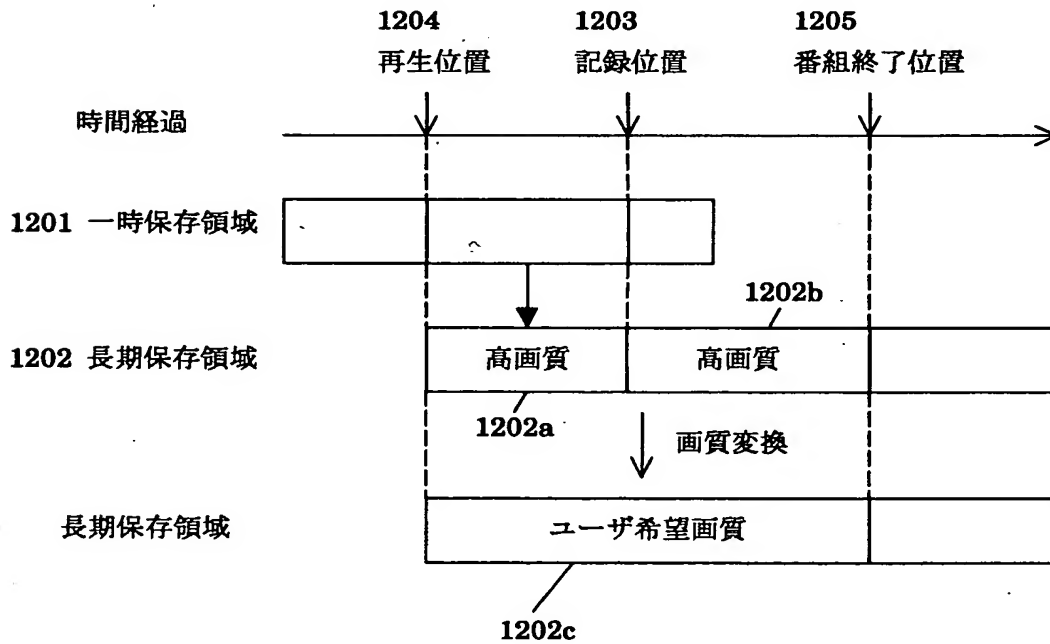 1204
再生位置
1203
記録位置
1205
番組終了位置
時間経過
1201 一時保存領域
1202b
1202 長期保存領域
高画質
高画質
1202a
画質変換
長期保存領域
ユーザ希望画質
1202c